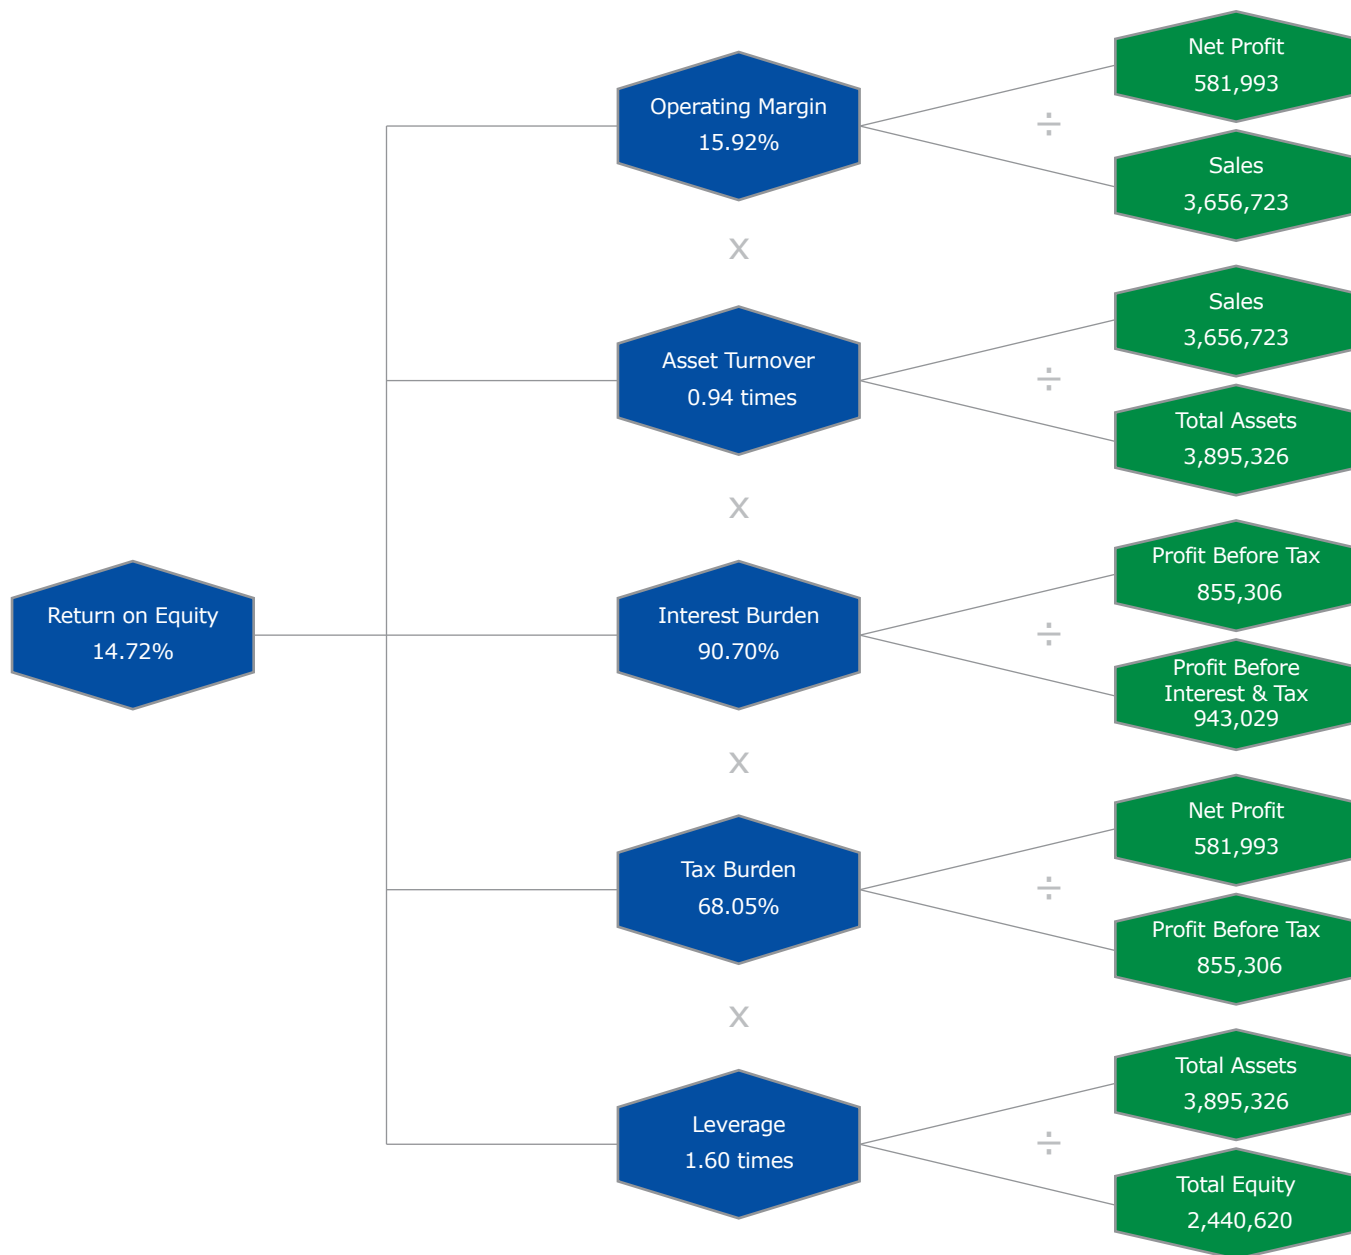 Net Profit
581,993
Operating Margin
15.92%
÷
Sales
3,656,723
x
Sales
3,656,723
Asset Turnover
0.94 times
÷
Total Assets
3,895,326
x
Profit Before Tax
855,306
Return on Equity
14.72%
Interest Burden
90.70%
÷
Profit Before
Interest & Tax
943,029
x
Net Profit
581,993
Tax Burden
68.05%
÷
Profit Before Tax
855,306
x
Total Assets
3,895,326
Leverage
1.60 times
÷
Total Equity
2,440,620